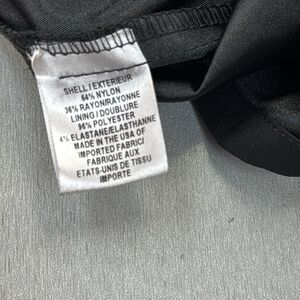 SHELL/EXTERIEUR
64% NYLON
36% RAYON/RAYONNE
LINING/DOUBLURE
96% POLYESTER
4% ELASTANE/ELASTHANNE
MADE IN THE USA OF
IMPORTED FABRIC/
FABRIQUE AUX
ETATS-UNIS DE TISSU
IMPORTE